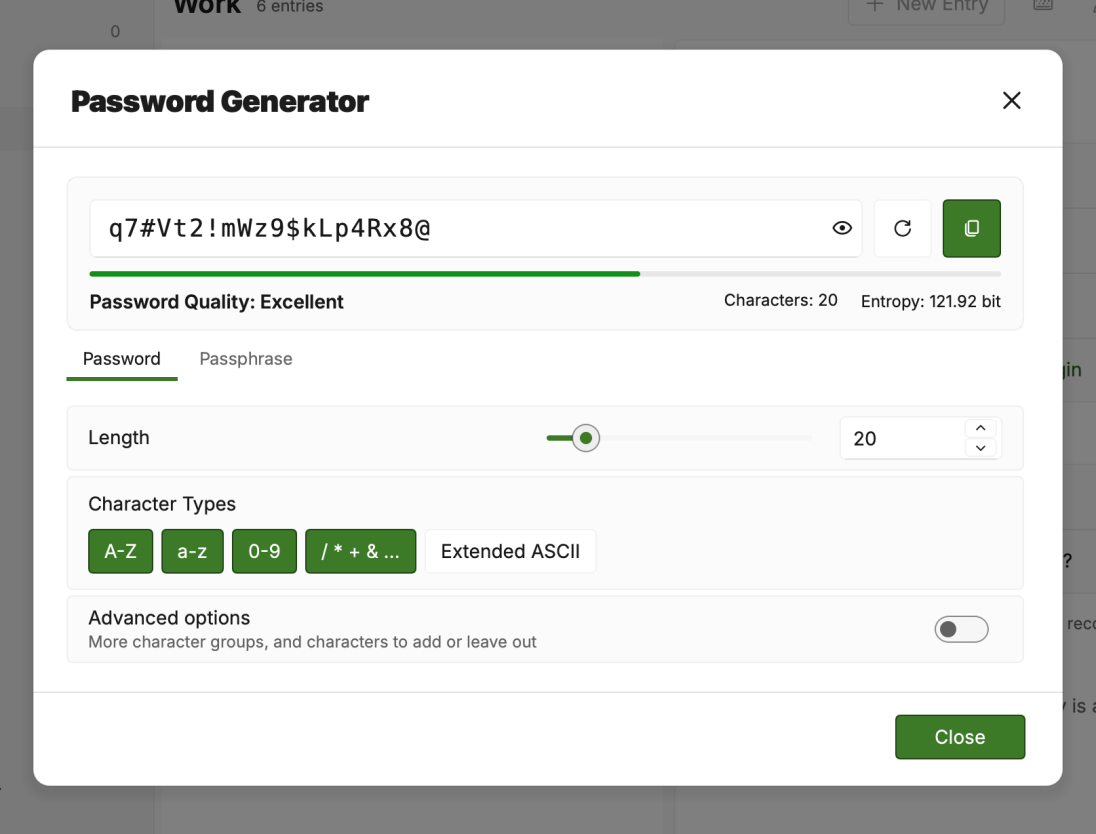 Work 6 entries
New Entry
0
Password Generator
q7#Vt2!mWz9$kLp4Rx8@
Password Quality: Excellent
Characters: 20 Entropy: 121.92 bit
Password Passphrase
Length
20
Character Types
A-Z a-z 0-9 / * + & ... Extended ASCII
Advanced options
More character groups, and characters to add or leave out
Close
?
is